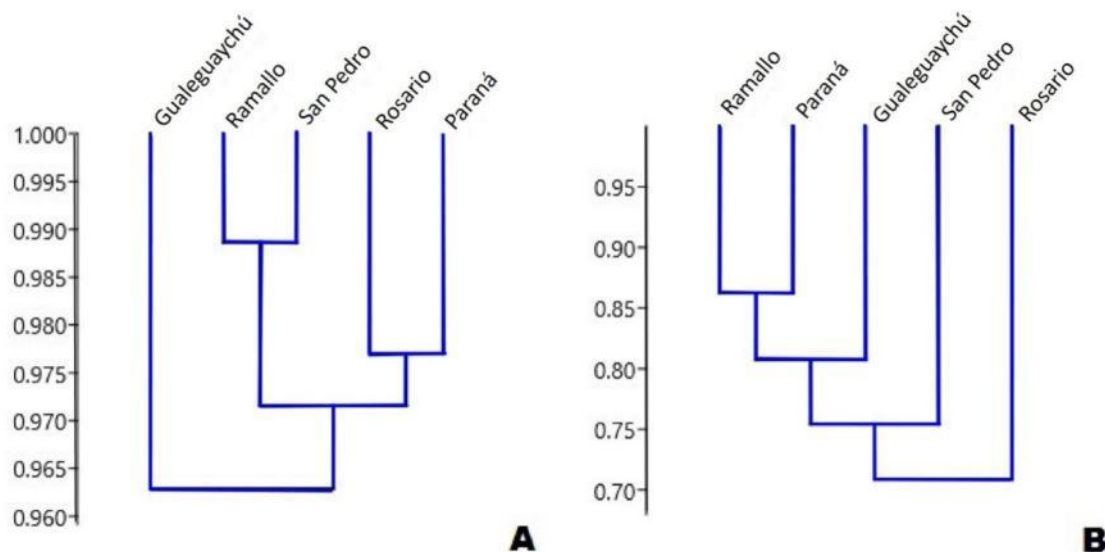 Gualeguaychú
Ramallo
San Pedro
Rosario
Paraná
1.000
0.995
0.990
0.985
0.980
0.975
0.970
0.965
0.960
A
Ramallo
Paraná
Gualeguaychú
San Pedro
Rosario
0.95
0.90
0.85
0.80
0.75
0.70
B